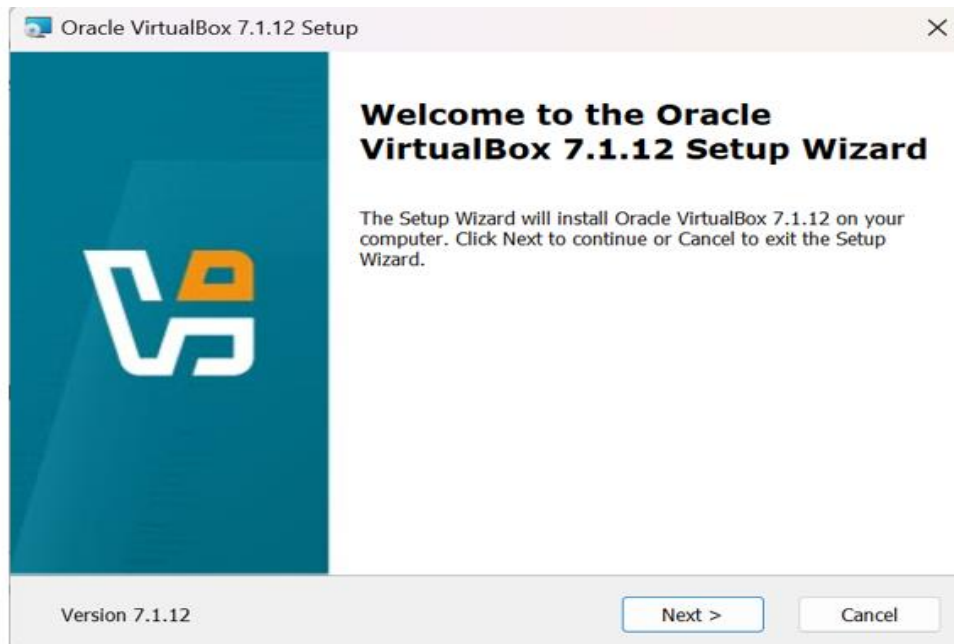 Oracle VirtualBox 7.1.12 Setup
Welcome to the Oracle
VirtualBox 7.1.12 Setup Wizard
The Setup Wizard will install Oracle VirtualBox 7.1.12 on your
computer. Click Next to continue or Cancel to exit the Setup
Wizard.
Version 7.1.12
Next >
Cancel